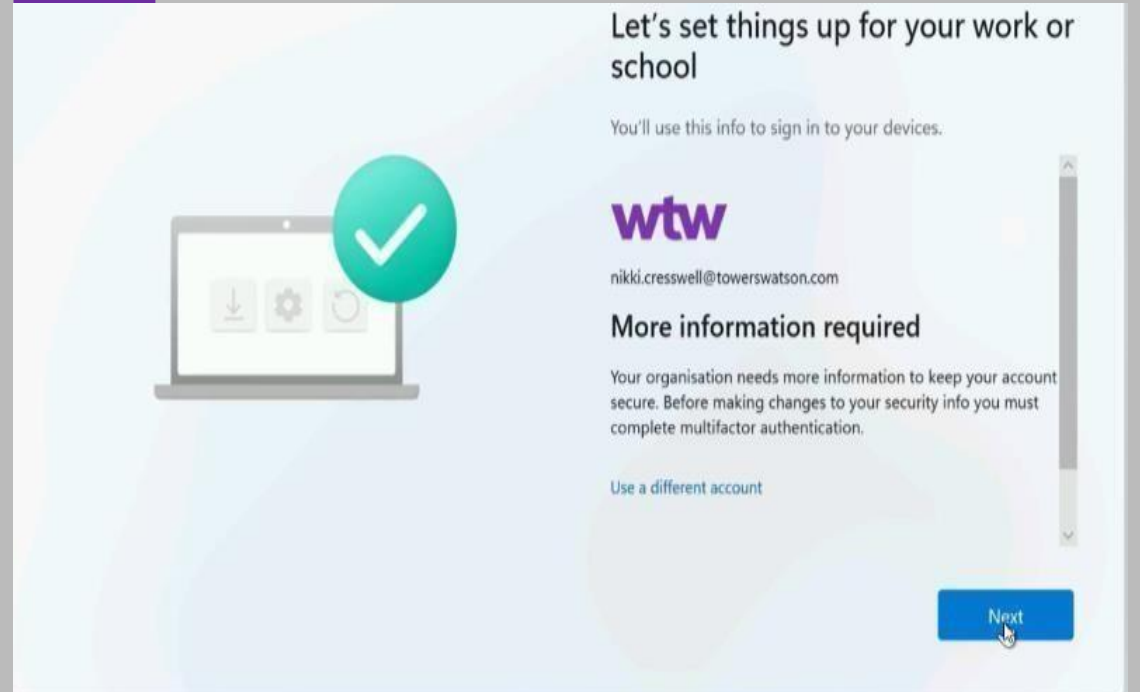 Let's set things up for your work or
school
You'll use this info to sign in to your devices.
wtw
nikki.cresswell@towerswatson.com
More information required
Your organisation needs more information to keep your account
secure. Before making changes to your security info you must
complete multifactor authentication.
Use a different account
Next